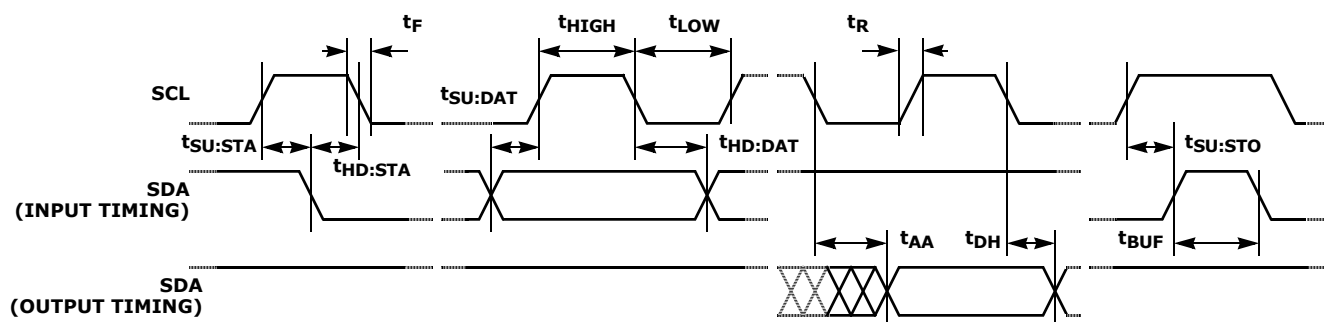 tF
tHIGH
tLOW
tR
SCL
tSU:DAT
tSU:STA
tHD:STA
tHD:DAT
tSU:STO
SDA
(INPUT TIMING)
tAA
tDH
tBUF
SDA
(OUTPUT TIMING)